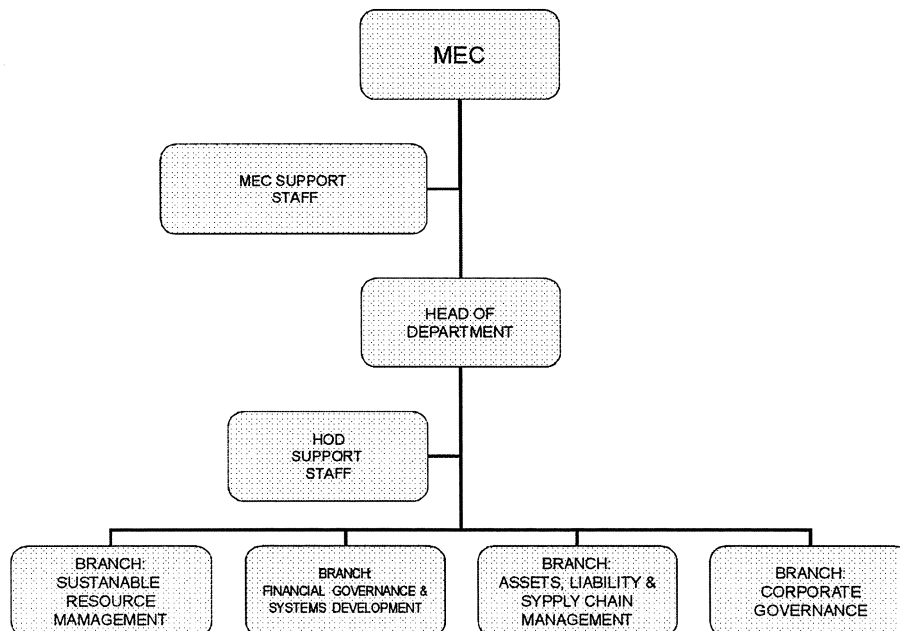 MEC
MEC SUPPORT
STAFF
HEAD OF
DEPARTMENT
HOD
SUPPORT
STAFF
BRANCH:
SUSTANABLE
RESOURCE
MAMAGEMENT
BRANCH:
FINANCIAL GOVERNANCE &
SYSTEMS DEVELOPMENT
BRANCH:
ASSETS, LIABILITY &
SYPPLY CHAIN
MANAGEMENT
BRANCH:
CORPORATE
GOVERNANCE